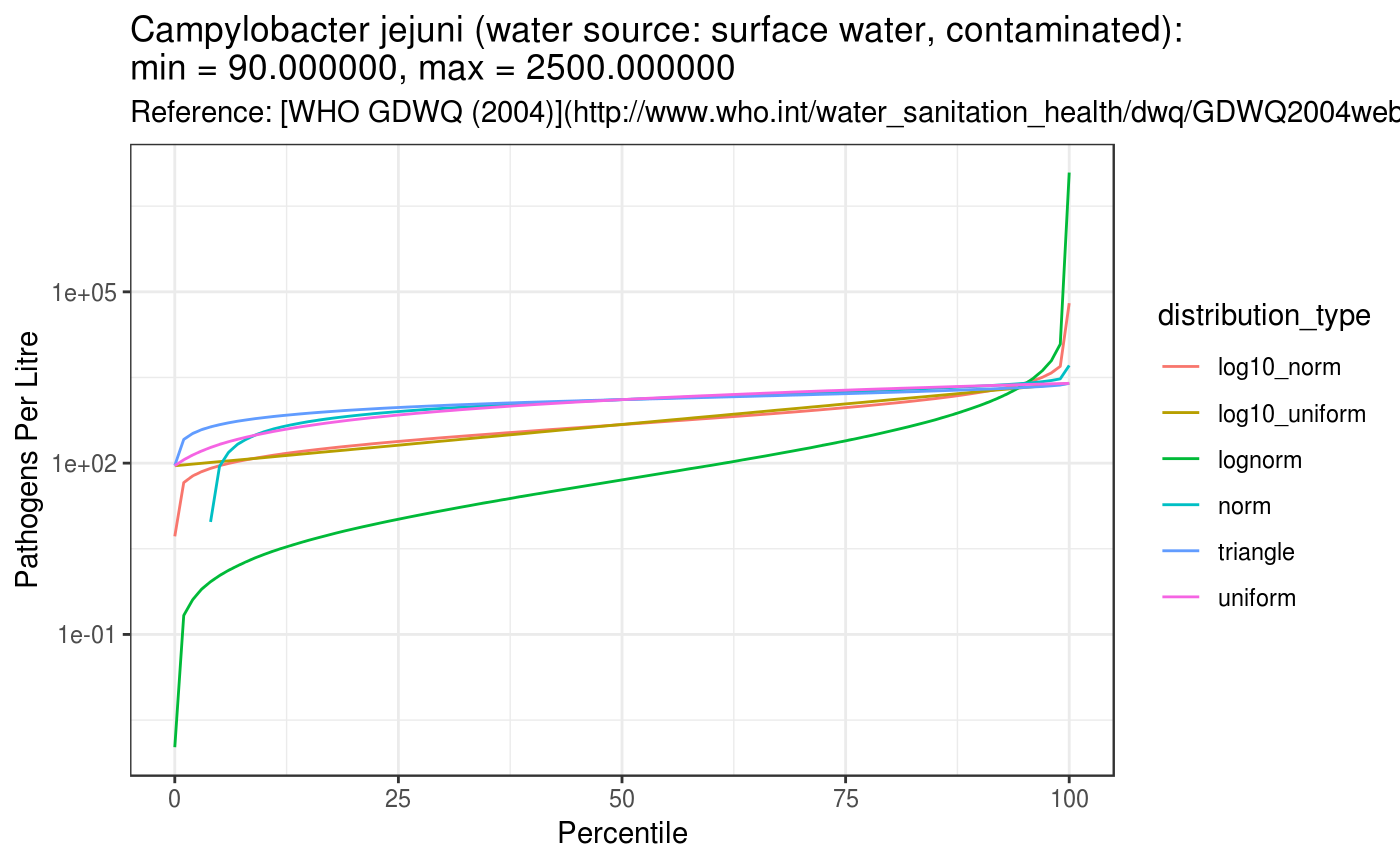 Campylobacter jejuni (water source: surface water, contaminated):
min = 90.000000, max = 2500.000000
Reference: [WHO GDWQ (2004)](http://www.who.int/water_sanitation_health/dwq/GDWQ2004web
1e+05
1e+02
1e-01
Pathogens Per Litre
0 25 50 75 100
Percentile
distribution_type
log10_norm
log10_uniform
lognorm
norm
triangle
uniform